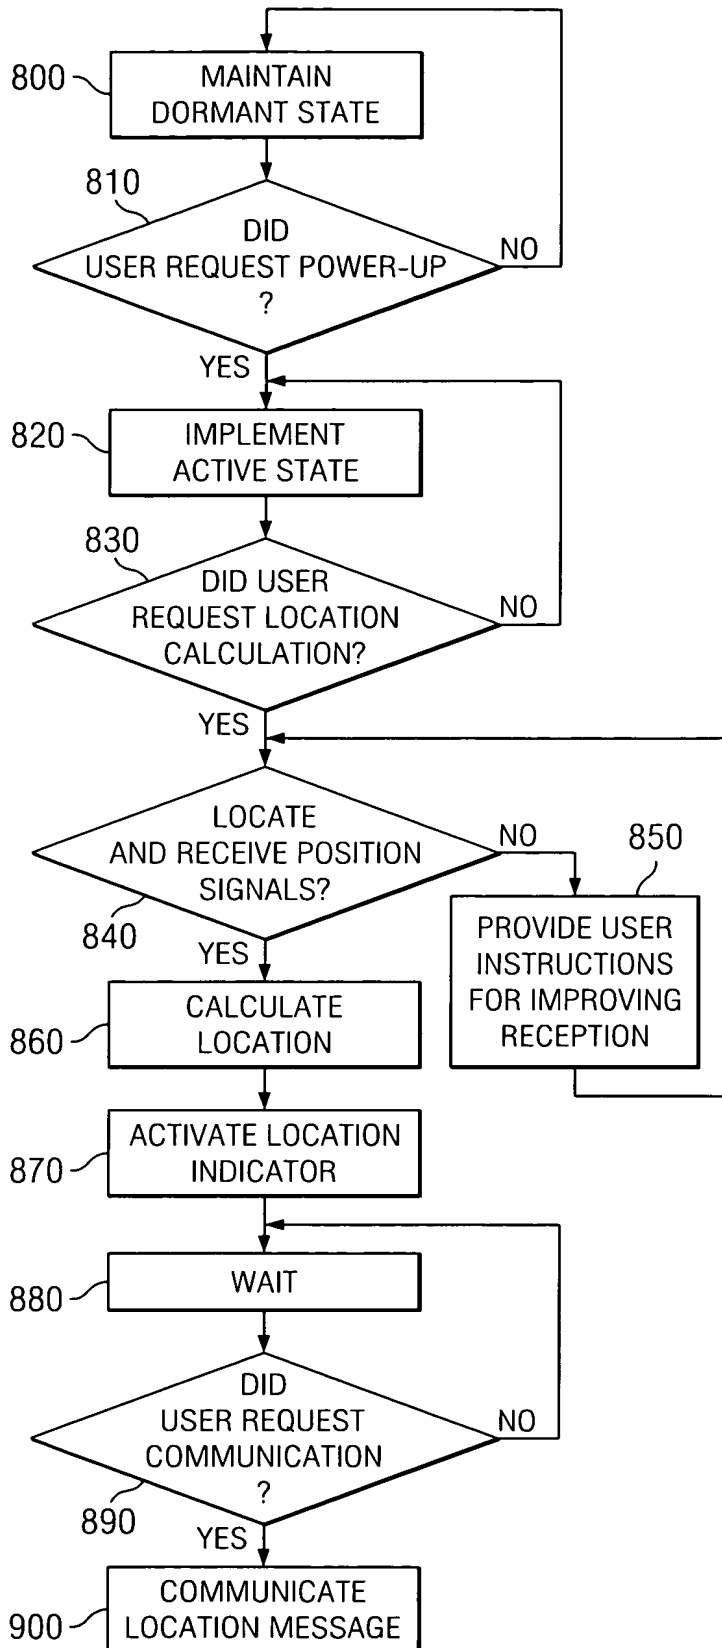 800
MAINTAIN
DORMANT STATE
810
DID
USER REQUEST POWER-UP
?
NO
YES
820
IMPLEMENT
ACTIVE STATE
830
DID USER
REQUEST LOCATION
CALCULATION?
NO
YES
LOCATE
AND RECEIVE POSITION
SIGNALS?
NO
840
YES
850
PROVIDE USER
INSTRUCTIONS
FOR IMPROVING
RECEPTION
860
CALCULATE
LOCATION
870
ACTIVATE LOCATION
INDICATOR
880
WAIT
DID
USER REQUEST
COMMUNICATION
?
NO
890
YES
900
COMMUNICATE
LOCATION MESSAGE